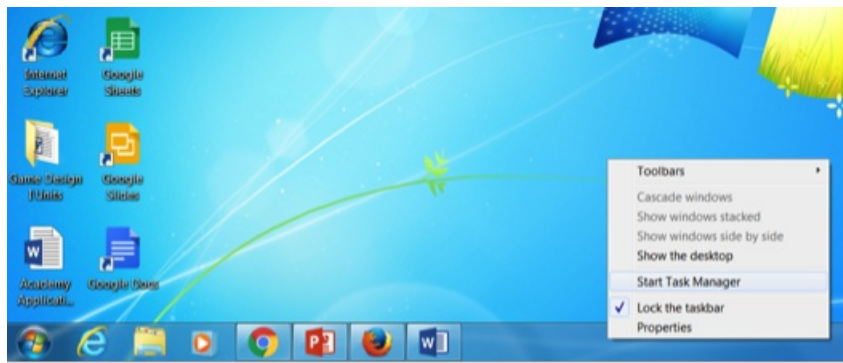 Internet
Explorer
Google
Sheets
Game Design
1 Units
Google
Slides
Academy
Applicati...
Google Docs
Toolbars
Cascade windows
Show windows stacked
Show windows side by side
Show the desktop
Start Task Manager
Lock the taskbar
Properties